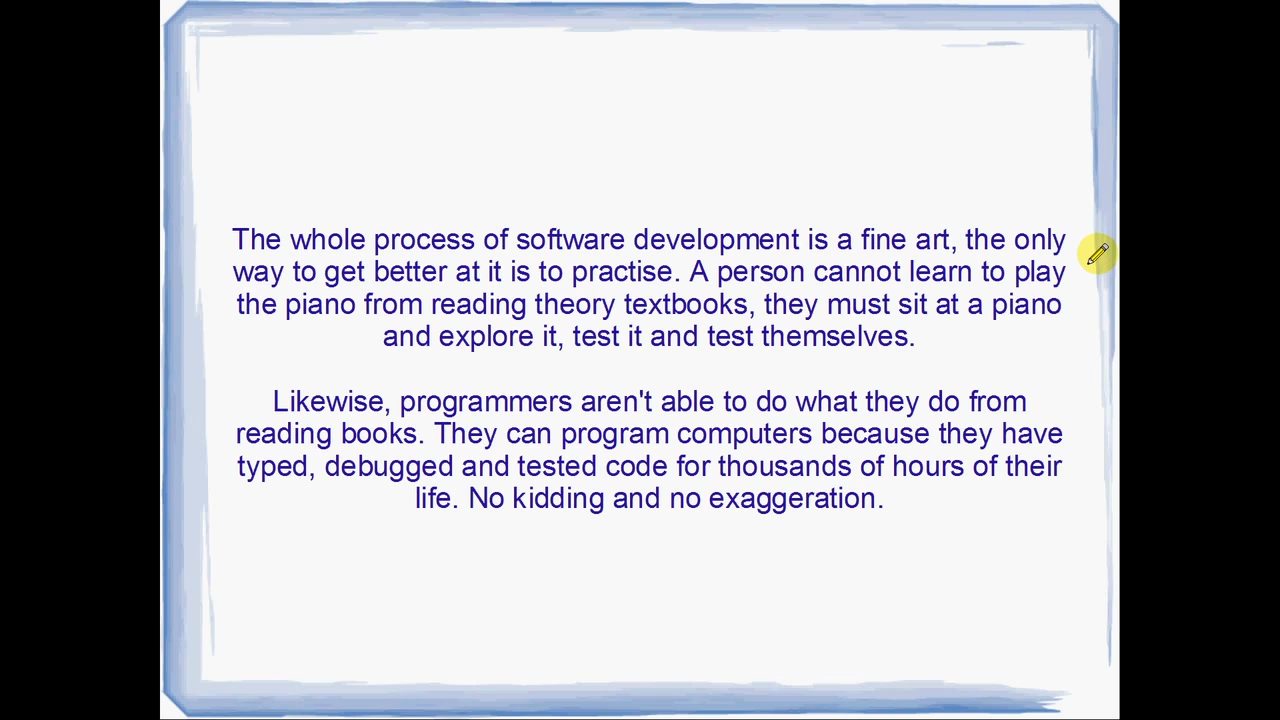 The whole process of software development is a fine art, the only
way to get better at it is to practise. A person cannot learn to play
the piano from reading theory textbooks, they must sit at a piano
and explore it, test it and test themselves.
Likewise, programmers aren't able to do what they do from
reading books. They can program computers because they have
typed, debugged and tested code for thousands of hours of their
life. No kidding and no exaggeration.